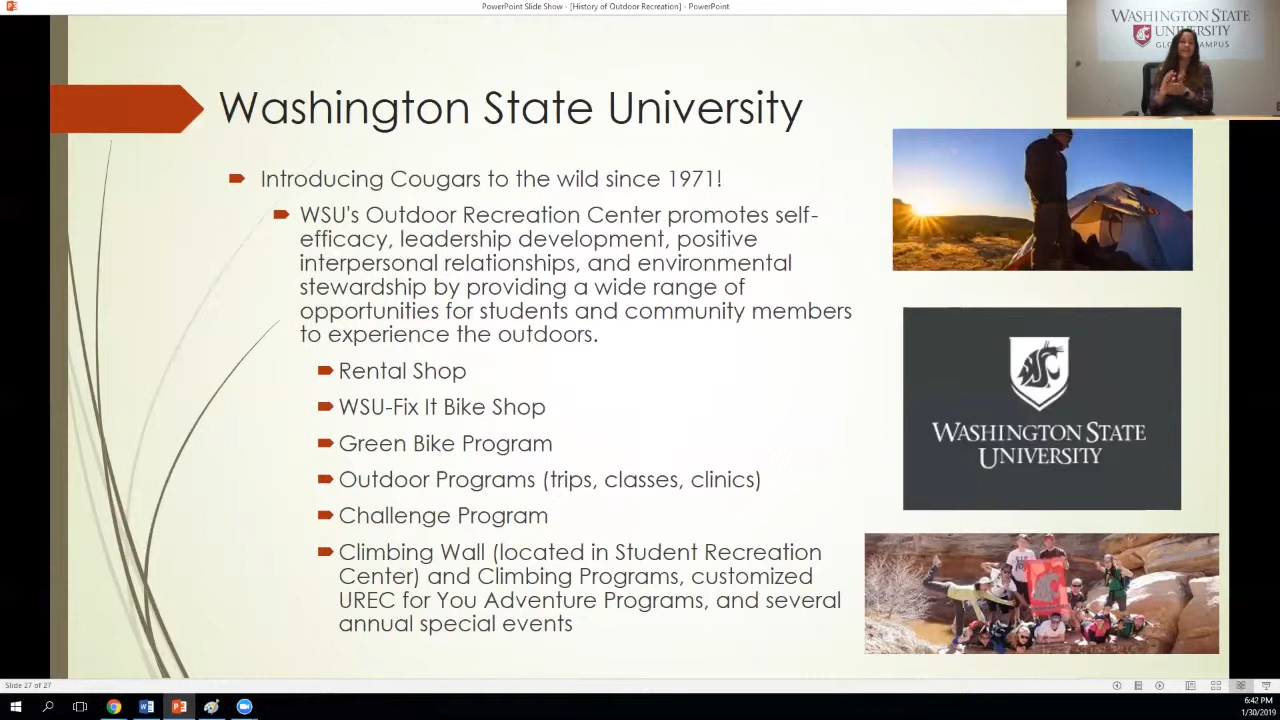 PowerPoint Slide Show - [History of Outdoor Recreation] - PowerPoint
WASHINGTON STATE
UNIVERSITY
Washington State University
Introducing Cougars to the wild since 1971!
WSU's Outdoor Recreation Center promotes self-
efficacy, leadership development, positive
interpersonal relationships, and environmental
stewardship by providing a wide range of
opportunities for students and community members
to experience the outdoors.
Rental Shop
WSU-Fix It Bike Shop
Green Bike Program
Outdoor Programs (trips, classes, clinics)
Challenge Program
Climbing Wall (located in Student Recreation
Center) and Climbing Programs, customized
UREC for You Adventure Programs, and several
annual special events
WASHINGTON STATE
UNIVERSITY
Slide 27 of 27
6:42 PM
1/30/2019